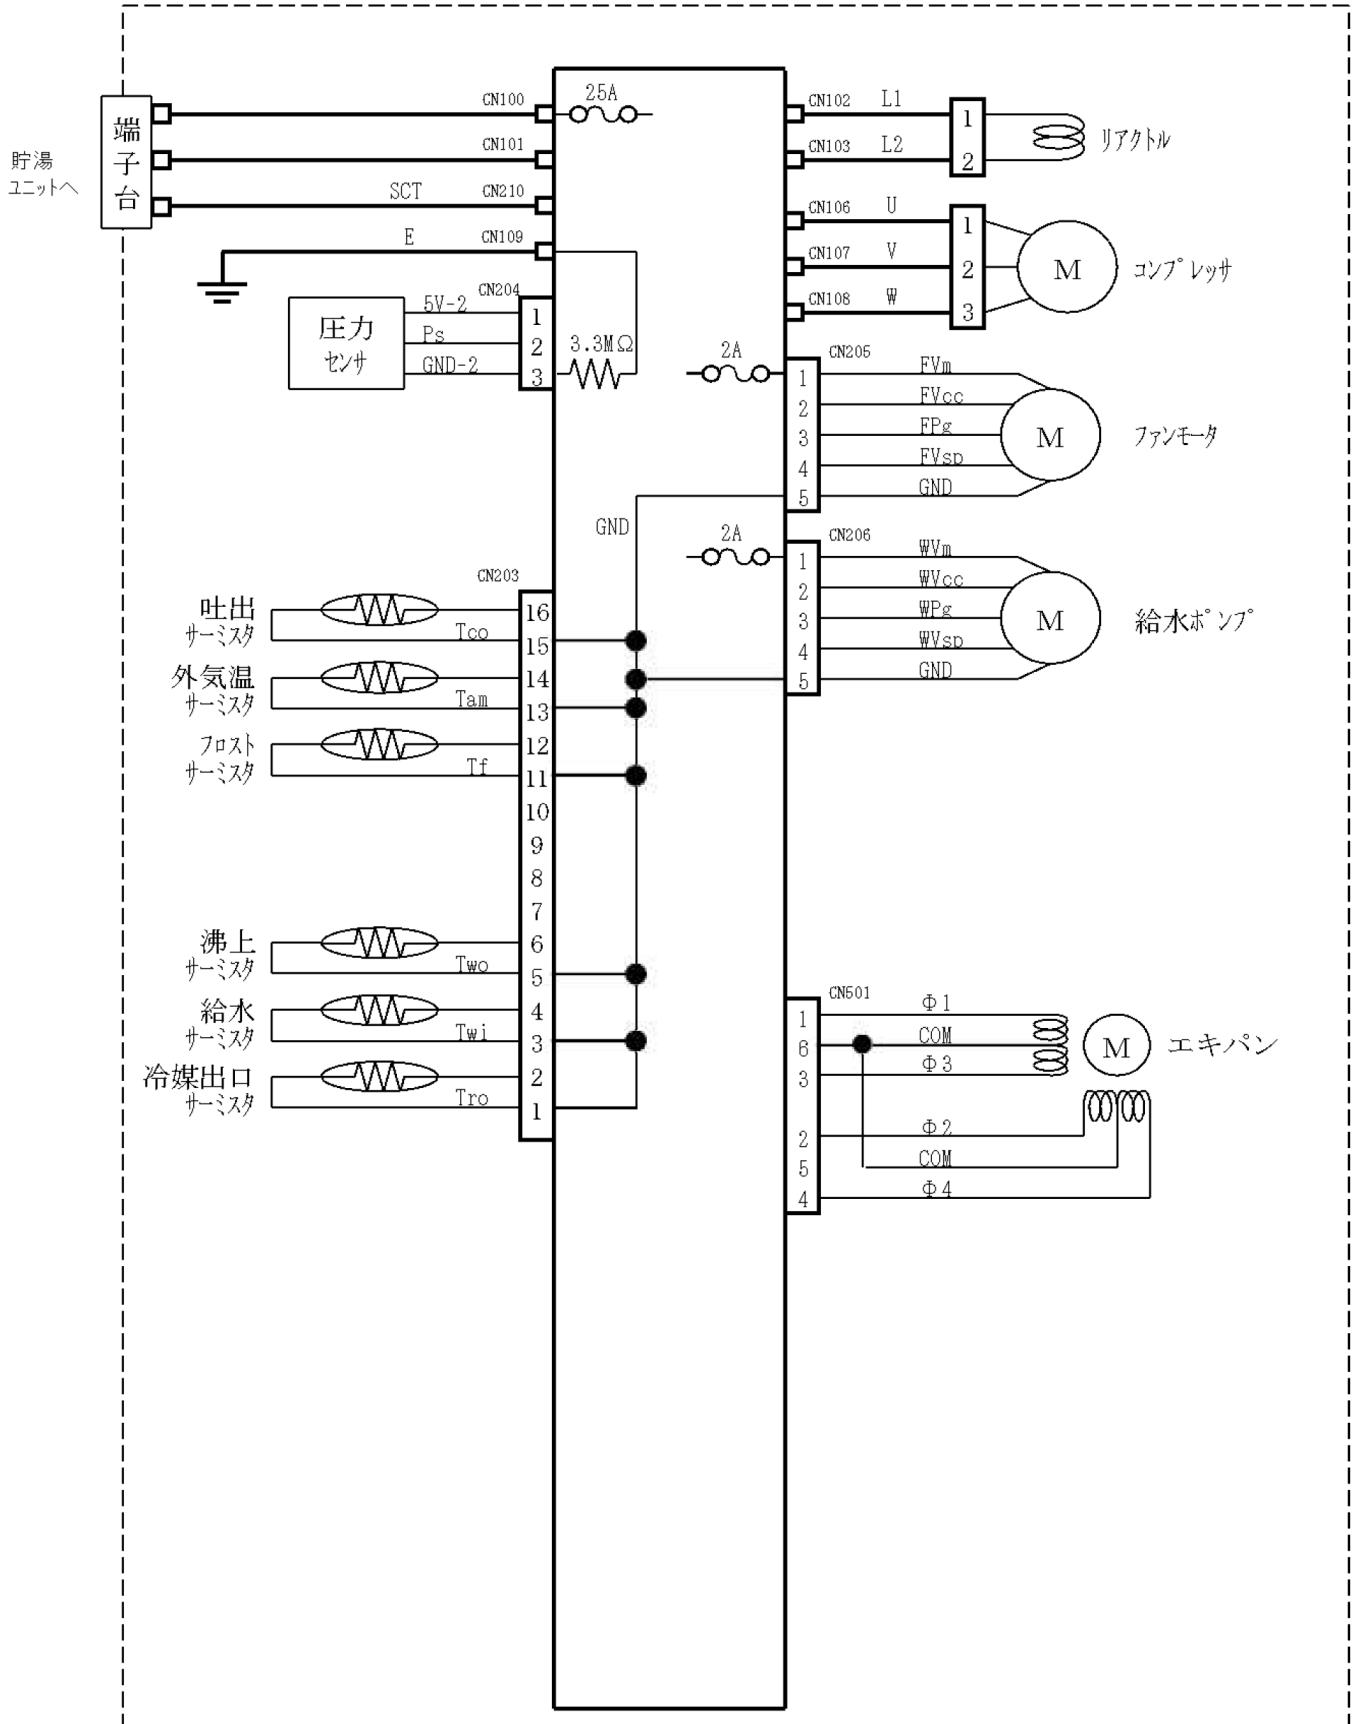 25A
CN100
CN101
SCT
CN210
E
CN109
端
子
台
貯湯
ユニットへ
CN204
5V-2
1
Ps
2
GND-2
3
圧力
センサ
3.3MΩ
CN102
L1
1
CN103
L2
2
リアクトル
CN106
U
1
CN107
V
2
CN108
W
3
M
コンプレッサ
2A
CN205
1
FVm
2
FVcc
3
FPg
4
FVsp
5
GND
M
ファンモータ
GND
2A
CN206
1
WVm
2
WVcc
3
WPg
4
WVsp
5
GND
M
給水ポンプ
CN203
吐出
サーミスタ
16
Tco
15
外気温
サーミスタ
14
Tam
13
フロスト
サーミスタ
12
Tf
11
10
9
8
7
沸上
サーミスタ
6
Two
5
給水
サーミスタ
4
Twi
3
冷媒出口
サーミスタ
2
Tro
1
CN501
1
Φ1
6
COM
3
Φ3
M
エキパン
2
Φ2
5
COM
4
Φ4